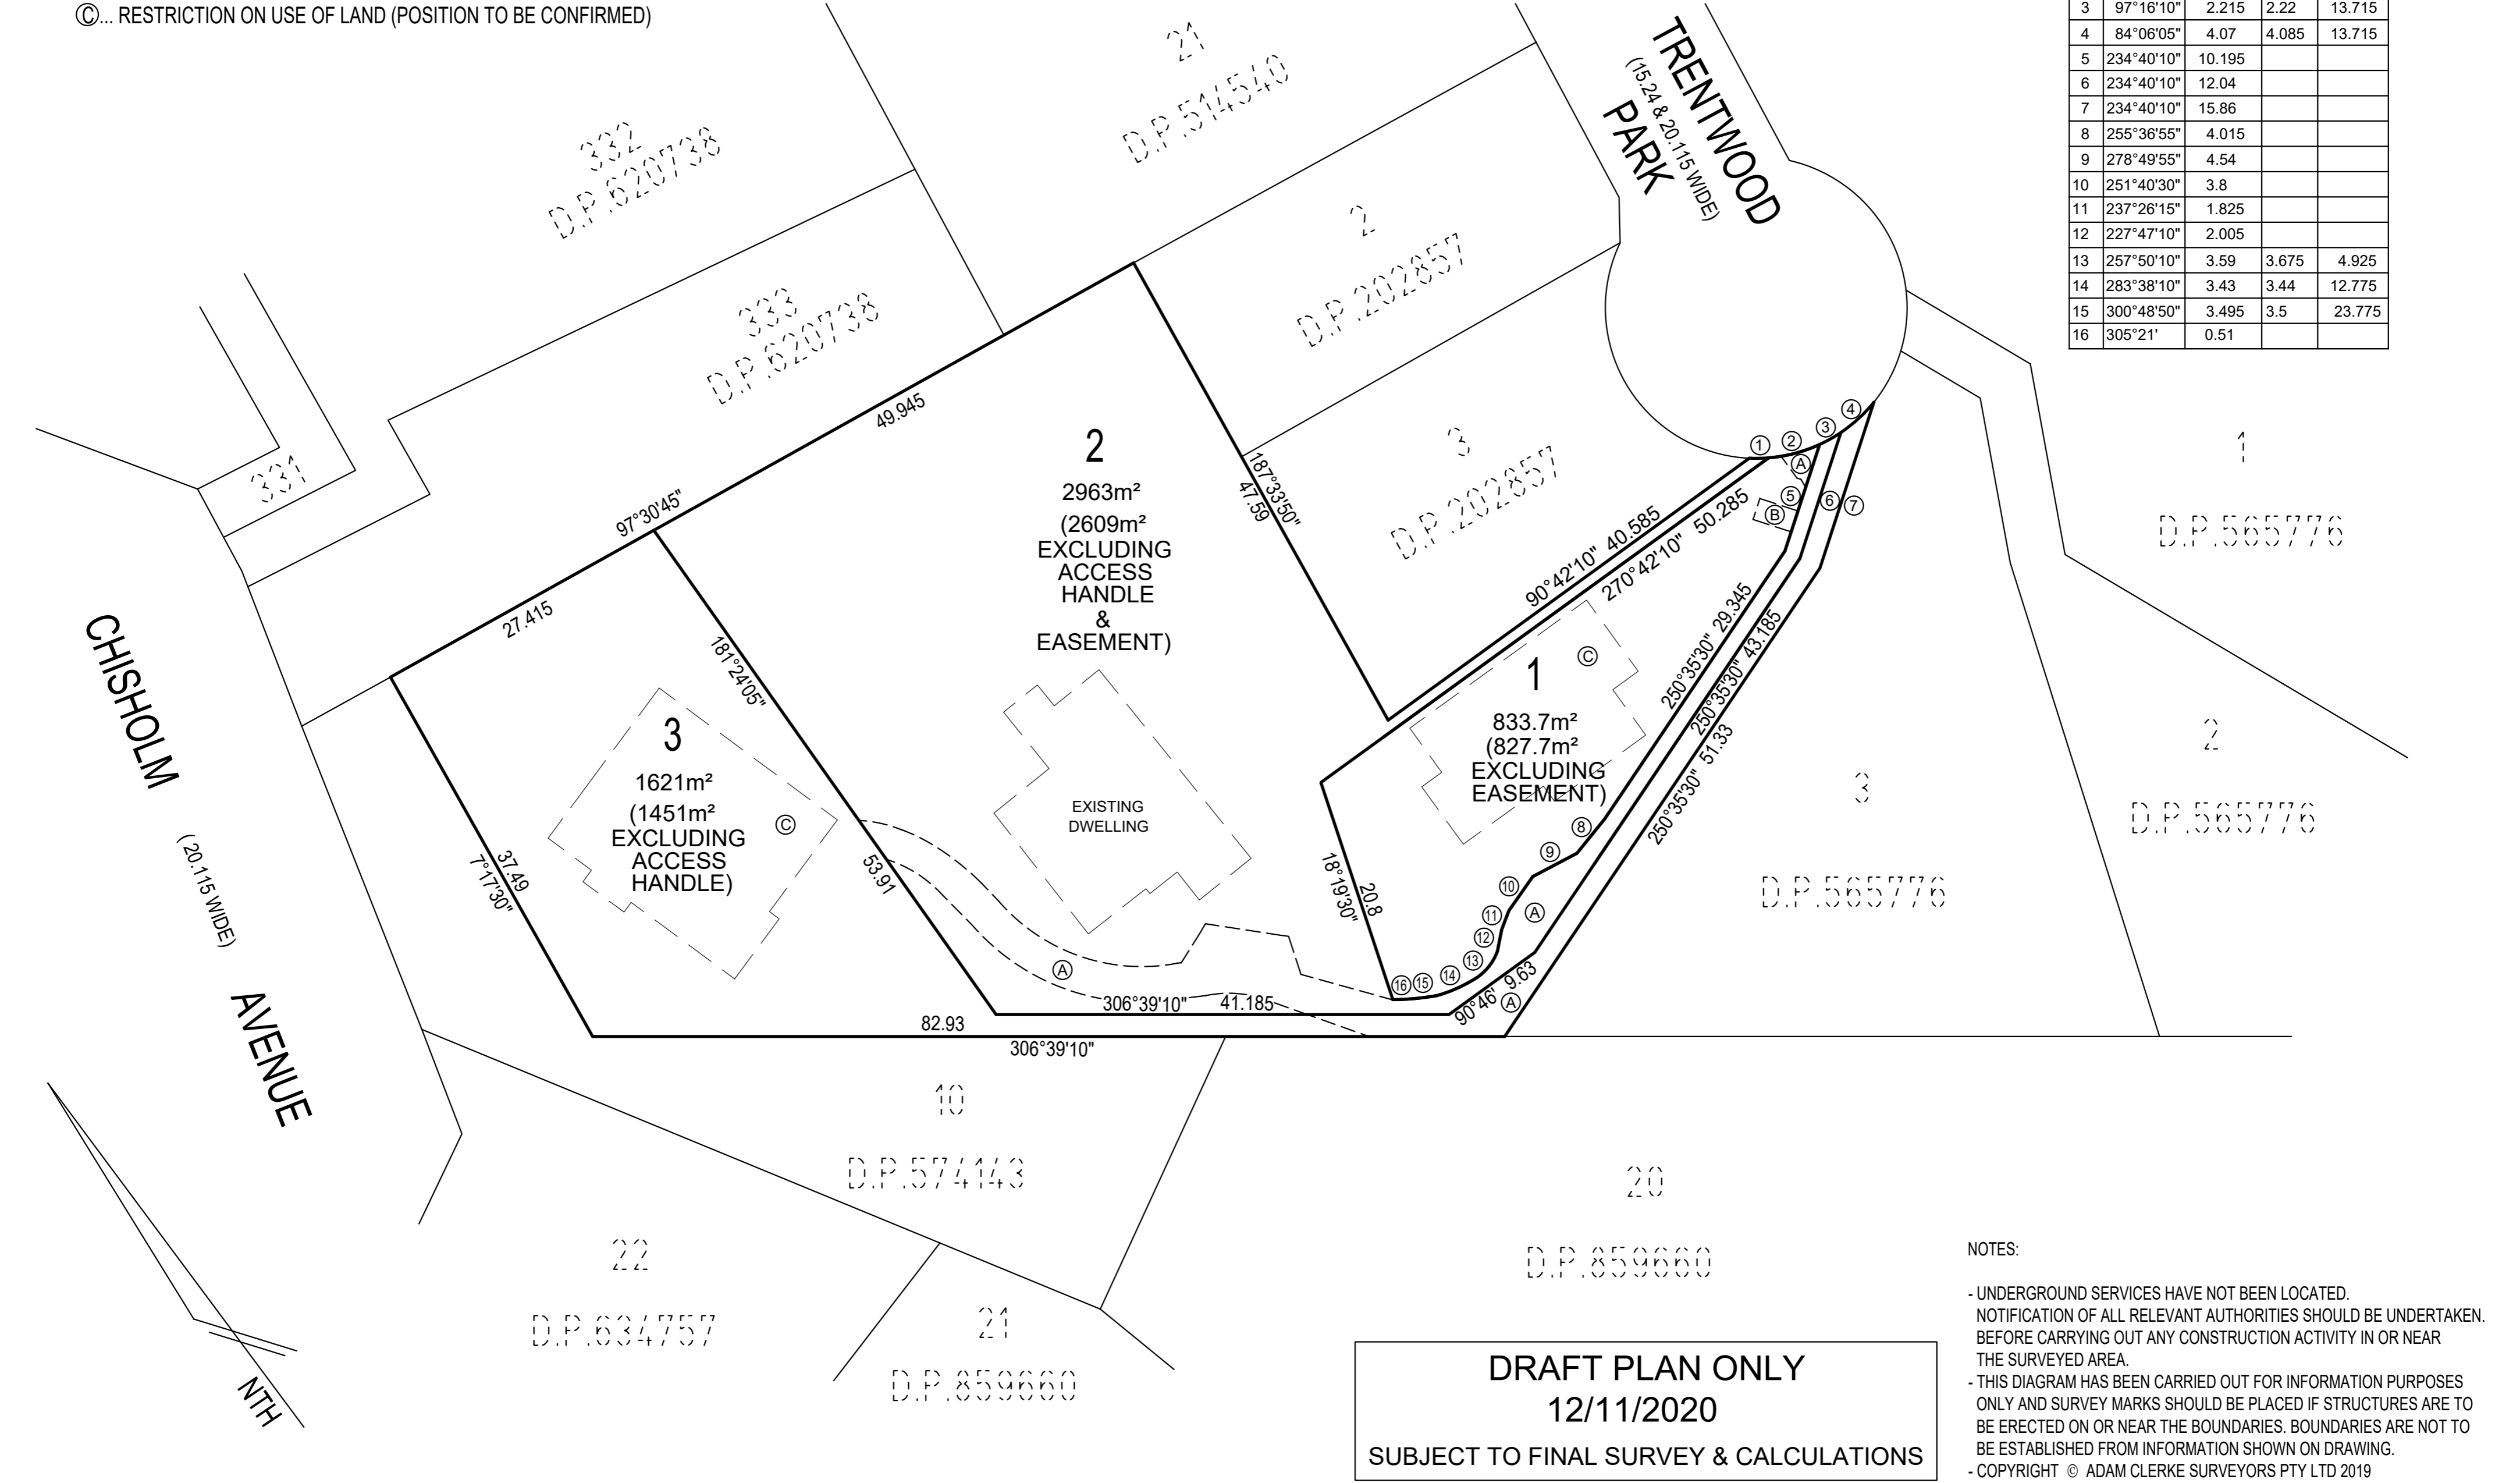 Ⓒ... RESTRICTION ON USE OF LAND (POSITION TO BE CONFIRMED)
3 97°16'10" 2.215 2.22 13.715
4 84°06'05" 4.07 4.085 13.715
5 234°40'10" 10.195
6 234°40'10" 12.04
7 234°40'10" 15.86
8 255°36'55" 4.015
9 278°49'55" 4.54
10 251°40'30" 3.8
11 237°26'15" 1.825
12 227°47'10" 2.005
13 257°50'10" 3.59 3.675 4.925
14 283°38'10" 3.43 3.44 12.775
15 300°48'50" 3.495 3.5 23.775
16 305°21' 0.51
21
D.P.514540
332
D.P.620738
TRENTWOOD
(15.24 & 20.115 WIDE)
PARK
2
D.P.202857
333
D.P.620738
331
3
D.P.202857
1
D.P.565776
2
D.P.565776
3
D.P.565776
49.945
97°30'45"
27.415
187°33'50"
47.59
2
2963m²
(2609m²
EXCLUDING
ACCESS
HANDLE
&
EASEMENT)
EXISTING
DWELLING
181°24'05"
53.91
3
1621m²
(1451m²
EXCLUDING
ACCESS
HANDLE)
Ⓒ
37.49
7°17'30"
90°42'10" 40.585
270°42'10" 50.285
① ② ③ ④
Ⓐ
⑤ ⑥ ⑦
Ⓑ
1
Ⓒ
833.7m²
(827.7m²
EXCLUDING
EASEMENT)
250°35'30" 29.345
250°35'30" 43.185
250°35'30" 51.33
18°19'30"
20.8
⑧
⑨
⑩
⑪
Ⓐ
⑫
⑬
⑯ ⑮ ⑭
90°46' 9.63
Ⓐ
Ⓐ
306°39'10" 41.185
82.93
306°39'10"
CHISHOLM
( 20.115 WIDE)
AVENUE
10
D.P.574143
20
D.P.859660
22
D.P.634757
21
D.P.859660
NTH
DRAFT PLAN ONLY
12/11/2020
SUBJECT TO FINAL SURVEY & CALCULATIONS
NOTES:
- UNDERGROUND SERVICES HAVE NOT BEEN LOCATED.
NOTIFICATION OF ALL RELEVANT AUTHORITIES SHOULD BE UNDERTAKEN.
BEFORE CARRYING OUT ANY CONSTRUCTION ACTIVITY IN OR NEAR
THE SURVEYED AREA.
- THIS DIAGRAM HAS BEEN CARRIED OUT FOR INFORMATION PURPOSES
ONLY AND SURVEY MARKS SHOULD BE PLACED IF STRUCTURES ARE TO
BE ERECTED ON OR NEAR THE BOUNDARIES. BOUNDARIES ARE NOT TO
BE ESTABLISHED FROM INFORMATION SHOWN ON DRAWING.
- COPYRIGHT © ADAM CLERKE SURVEYORS PTY LTD 2019